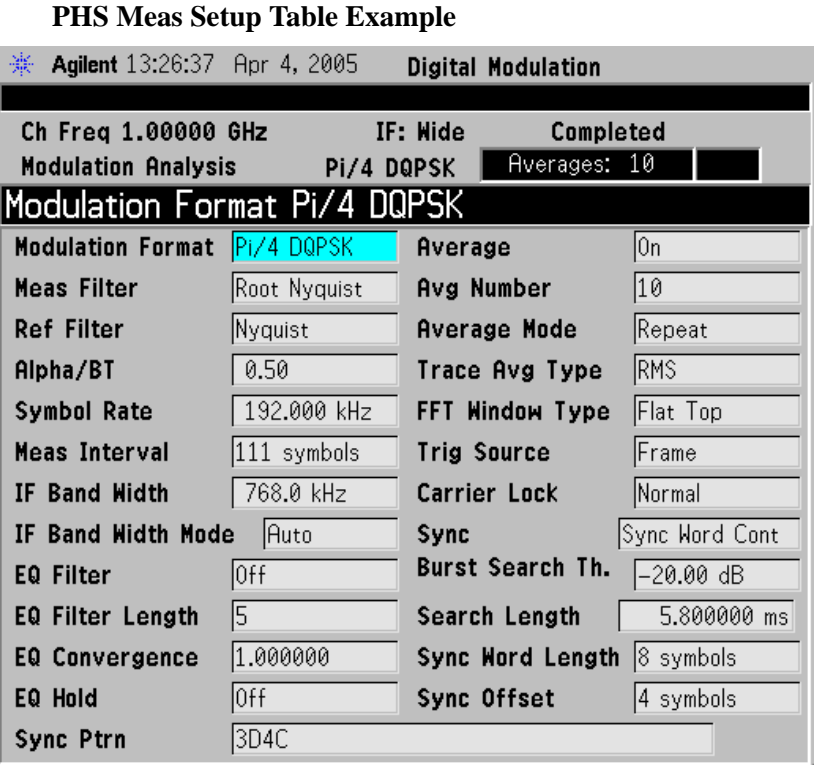 PHS Meas Setup Table Example
Agilent 13:26:37 Apr 4, 2005 Digital Modulation
Ch Freq 1.00000 GHz IF: Wide Completed
Modulation Analysis Pi/4 DQPSK Averages: 10
Modulation Format Pi/4 DQPSK
Modulation Format Pi/4 DQPSK Average On
Meas Filter Root Nyquist Avg Number 10
Ref Filter Nyquist Average Mode Repeat
Alpha/BT 0.50 Trace Avg Type RMS
Symbol Rate 192.000 kHz FFT Window Type Flat Top
Meas Interval 111 symbols Trig Source Frame
IF Band Width 768.0 kHz Carrier Lock Normal
IF Band Width Mode Auto Sync Sync Word Cont
EQ Filter Off Burst Search Th. -20.00 dB
EQ Filter Length 5 Search Length 5.800000 ms
EQ Convergence 1.000000 Sync Word Length 8 symbols
EQ Hold Off Sync Offset 4 symbols
Sync Ptrn 3D4C